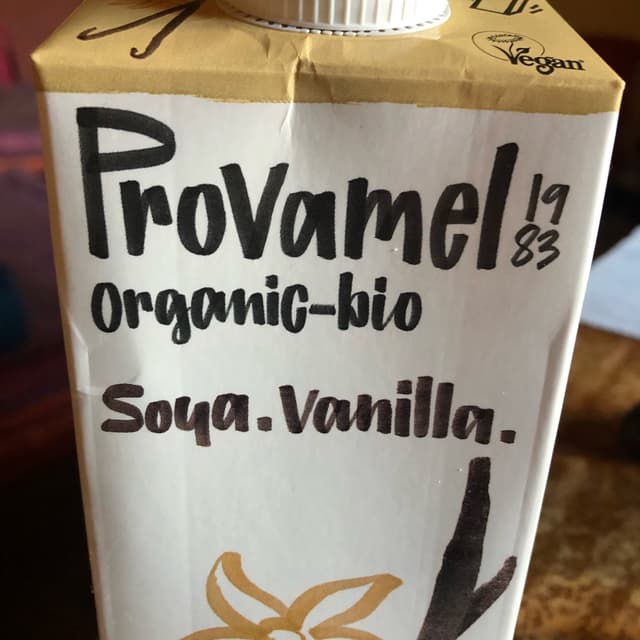 Vegan
Provamel
19
83
Organic-bio
Soya. Vanilla.